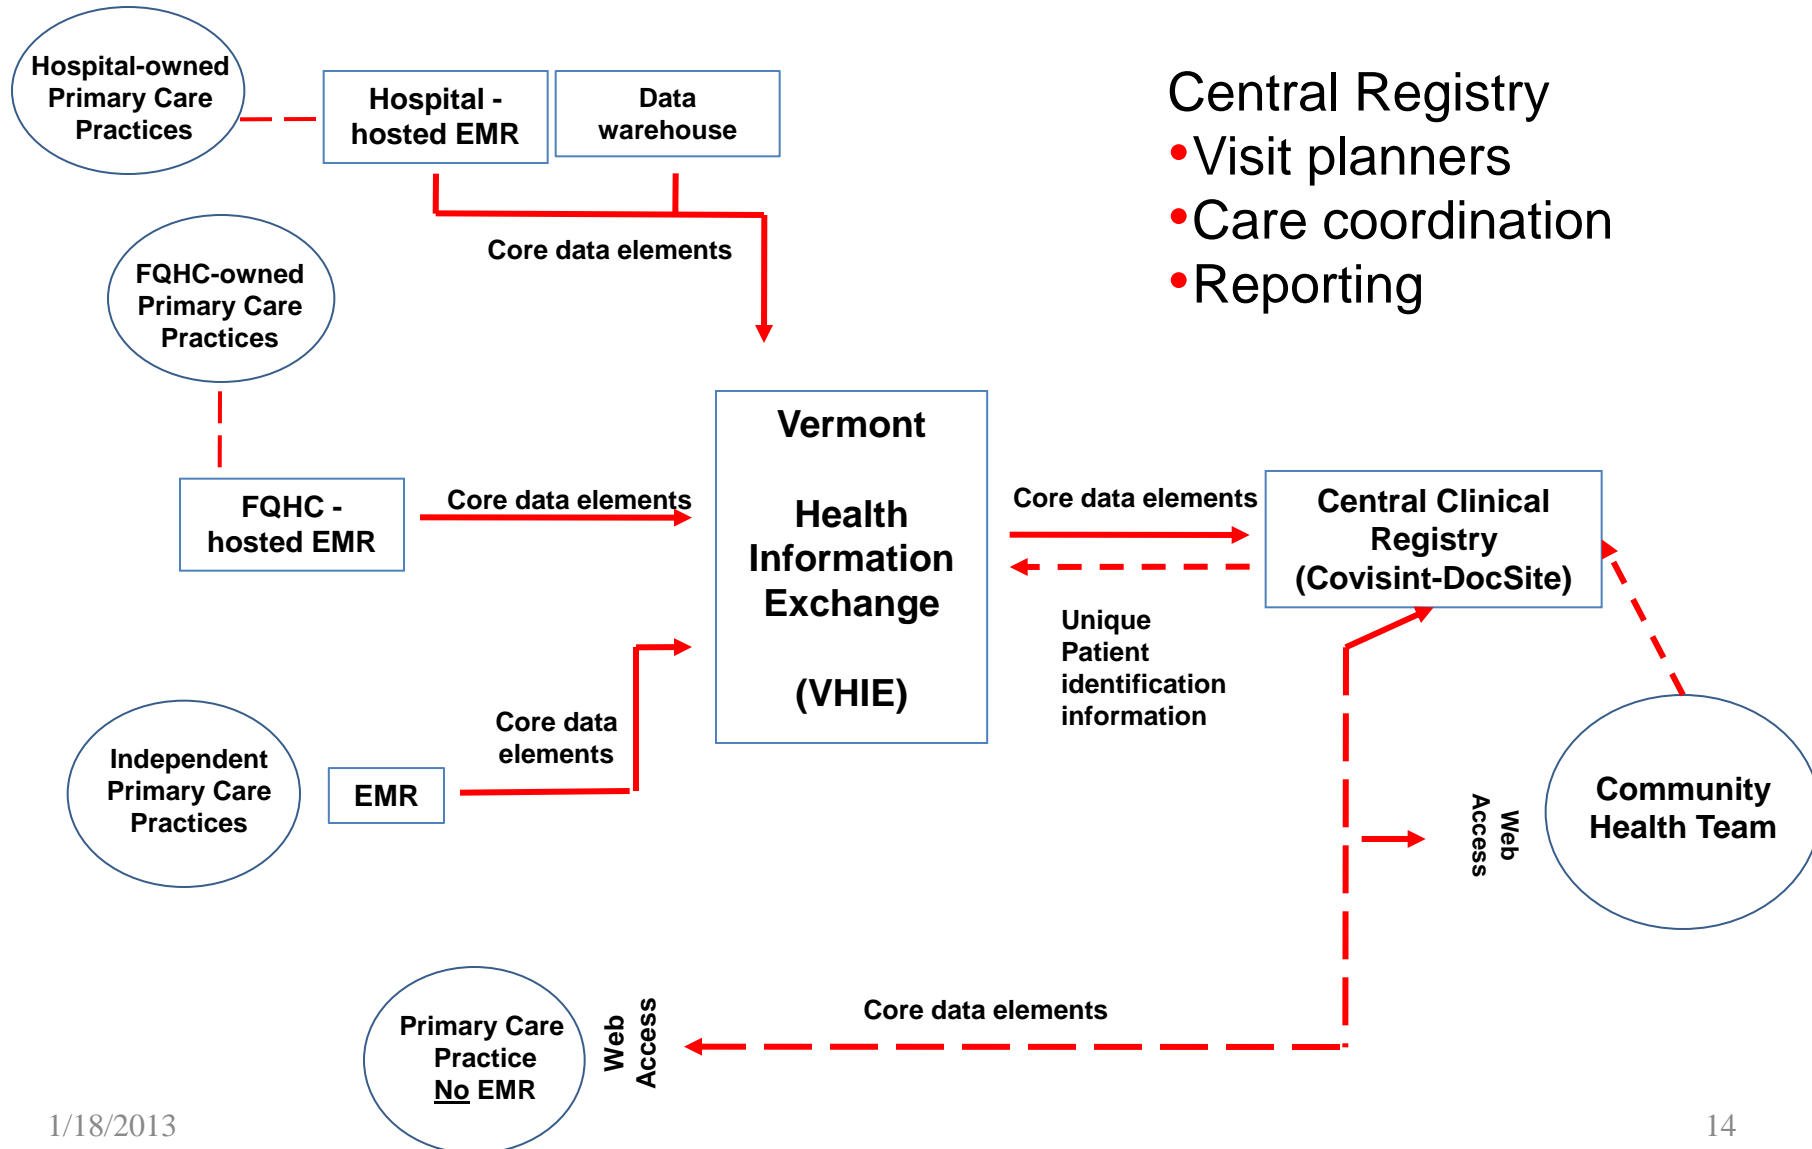 Hospital-owned
Primary Care
Practices
Hospital -
hosted EMR
Data
warehouse
Central Registry
•Visit planners
•Care coordination
•Reporting
Core data elements
FQHC-owned
Primary Care
Practices
FQHC -
hosted EMR
Core data elements
Vermont
Health
Information
Exchange
(VHIE)
Core data elements
Central Clinical
Registry
(Covisint-DocSite)
Unique
Patient
identification
information
Independent
Primary Care
Practices
EMR
Core data
elements
Web
Access
Community
Health Team
Primary Care
Practice
No EMR
Web
Access
Core data elements
1/18/2013
14